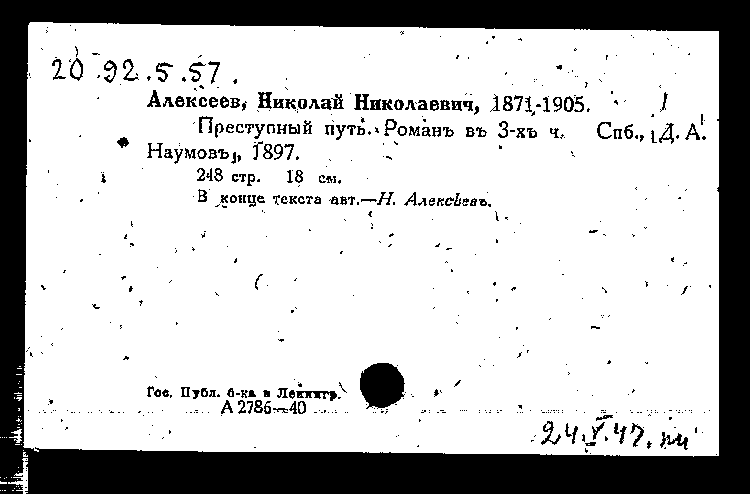 20.92.5.57.
Алексеев, Николай Николаевич, 1871-1905.
Преступный путь. Романъ въ 3-хъ ч. Спб., Д. А.
Наумовъ, 1897.
248 стр. 18 см.
В конце текста авт.—Н. Алексѣевъ.
Гос. Публ. б-ка в Ленингр.
А 2786—40
24.V.47.